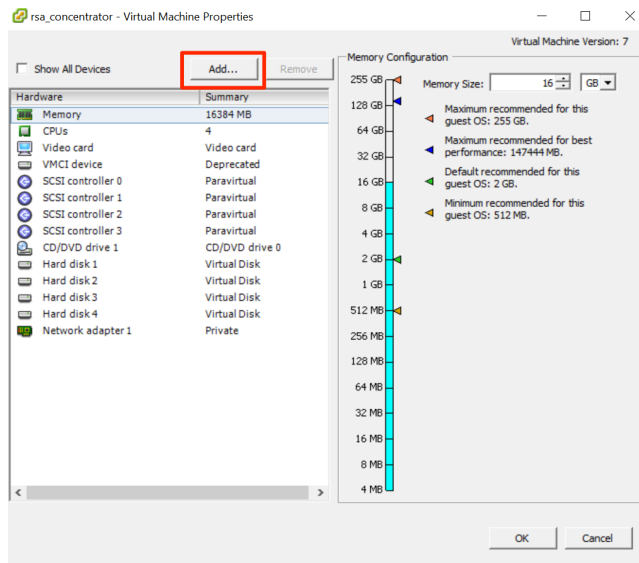 rsa_concentrator - Virtual Machine Properties
Virtual Machine Version: 7
Show All Devices
Add...
Remove
Hardware Summary
Memory 16384 MB
CPUs 4
Video card Video card
VMCI device Deprecated
SCSI controller 0 Paravirtual
SCSI controller 1 Paravirtual
SCSI controller 2 Paravirtual
SCSI controller 3 Paravirtual
CD/DVD drive 1 CD/DVD drive 0
Hard disk 1 Virtual Disk
Hard disk 2 Virtual Disk
Hard disk 3 Virtual Disk
Hard disk 4 Virtual Disk
Network adapter 1 Private
Memory Configuration
255 GB
128 GB
64 GB
32 GB
16 GB
8 GB
4 GB
2 GB
1 GB
512 MB
256 MB
128 MB
64 MB
32 MB
16 MB
8 MB
4 MB
Memory Size: 16 GB
Maximum recommended for this
guest OS: 255 GB.
Maximum recommended for best
performance: 147444 MB.
Default recommended for this
guest OS: 2 GB.
Minimum recommended for this
guest OS: 512 MB.
OK
Cancel